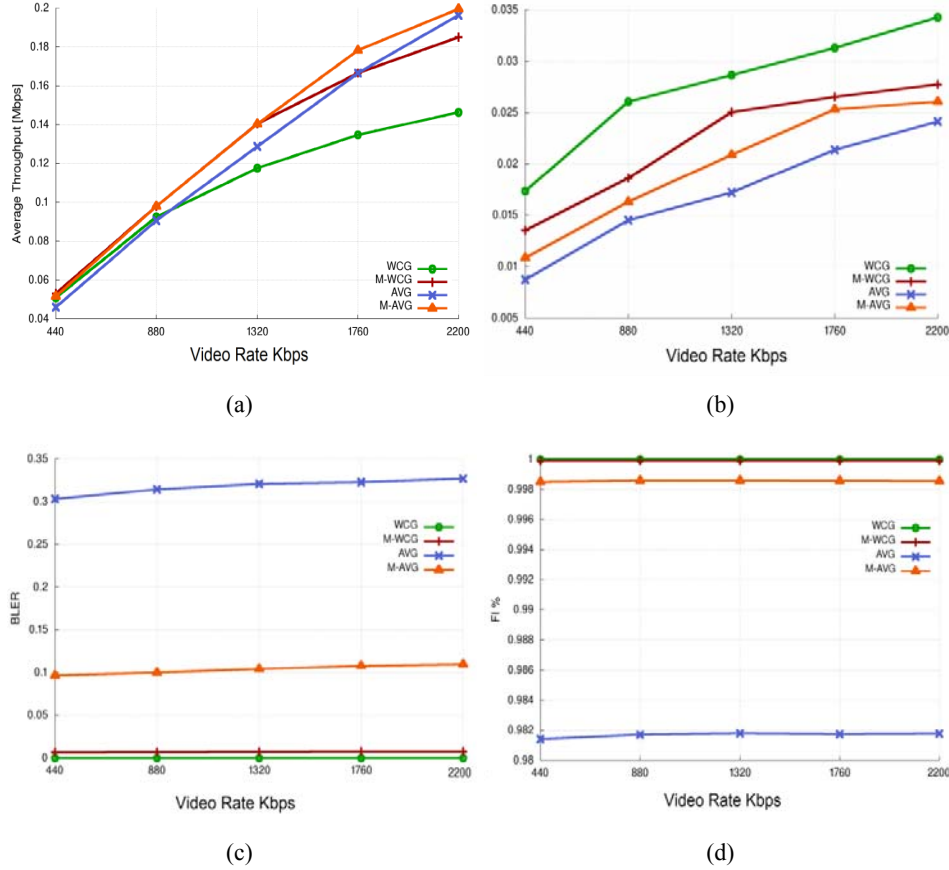 0.2
0.18
0.16
0.14
0.12
0.1
0.08
0.06
0.04
Average Throughput [Mbps]
WCG
M-WCG
AVG
M-AVG
440 880 1320 1760 2200
Video Rate Kbps
(a)
0.035
0.03
0.025
0.02
0.015
0.01
0.005
WCG
M-WCG
AVG
M-AVG
440 880 1320 1760 2200
Video Rate Kbps
(b)
0.35
0.3
0.25
0.2
0.15
0.1
0.05
0
BLER
WCG
M-WCG
AVG
M-AVG
440 880 1320 1760 2200
Video Rate Kbps
(c)
1
0.998
0.996
0.994
0.992
0.99
0.988
0.986
0.984
0.982
0.98
FI %
WCG
M-WCG
AVG
M-AVG
440 880 1320 1760 2200
Video Rate Kbps
(d)